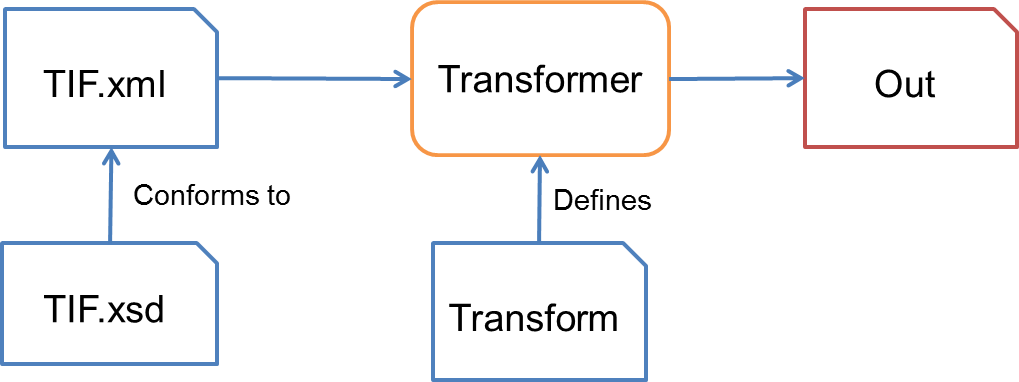 TIF.xml
Transformer
Out
Conforms to
Defines
TIF.xsd
Transform